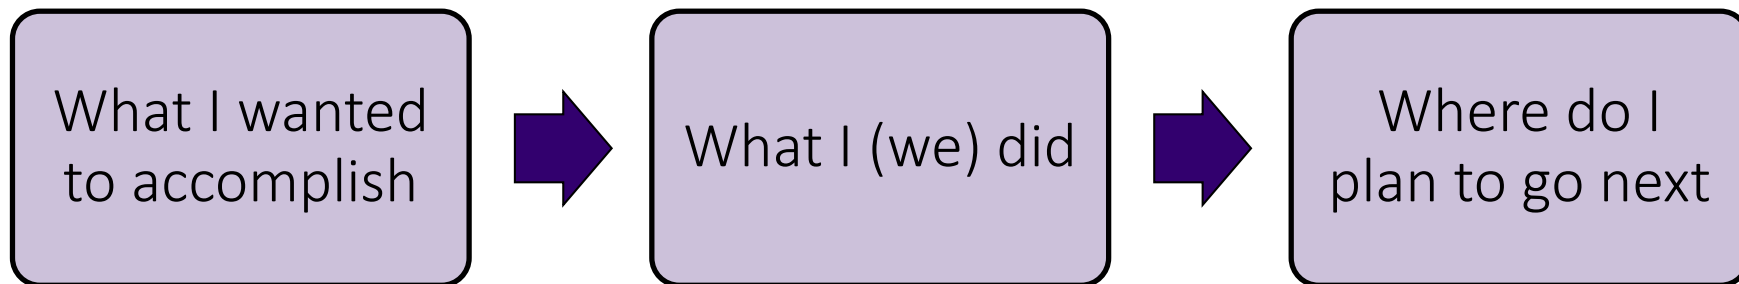 What I wanted
to accomplish
What I (we) did
Where do I
plan to go next